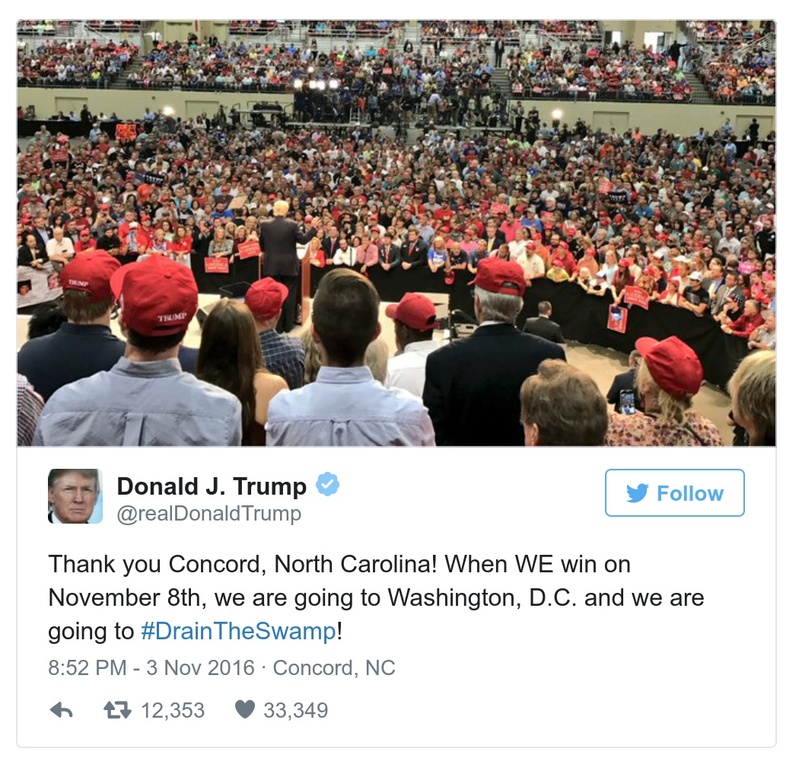 TRUMP
TRUMP
Donald J. Trump
@realDonaldTrump
Follow
Thank you Concord, North Carolina! When WE win on
November 8th, we are going to Washington, D.C. and we are
going to #DrainTheSwamp!
8:52 PM - 3 Nov 2016 · Concord, NC
12,353 33,349